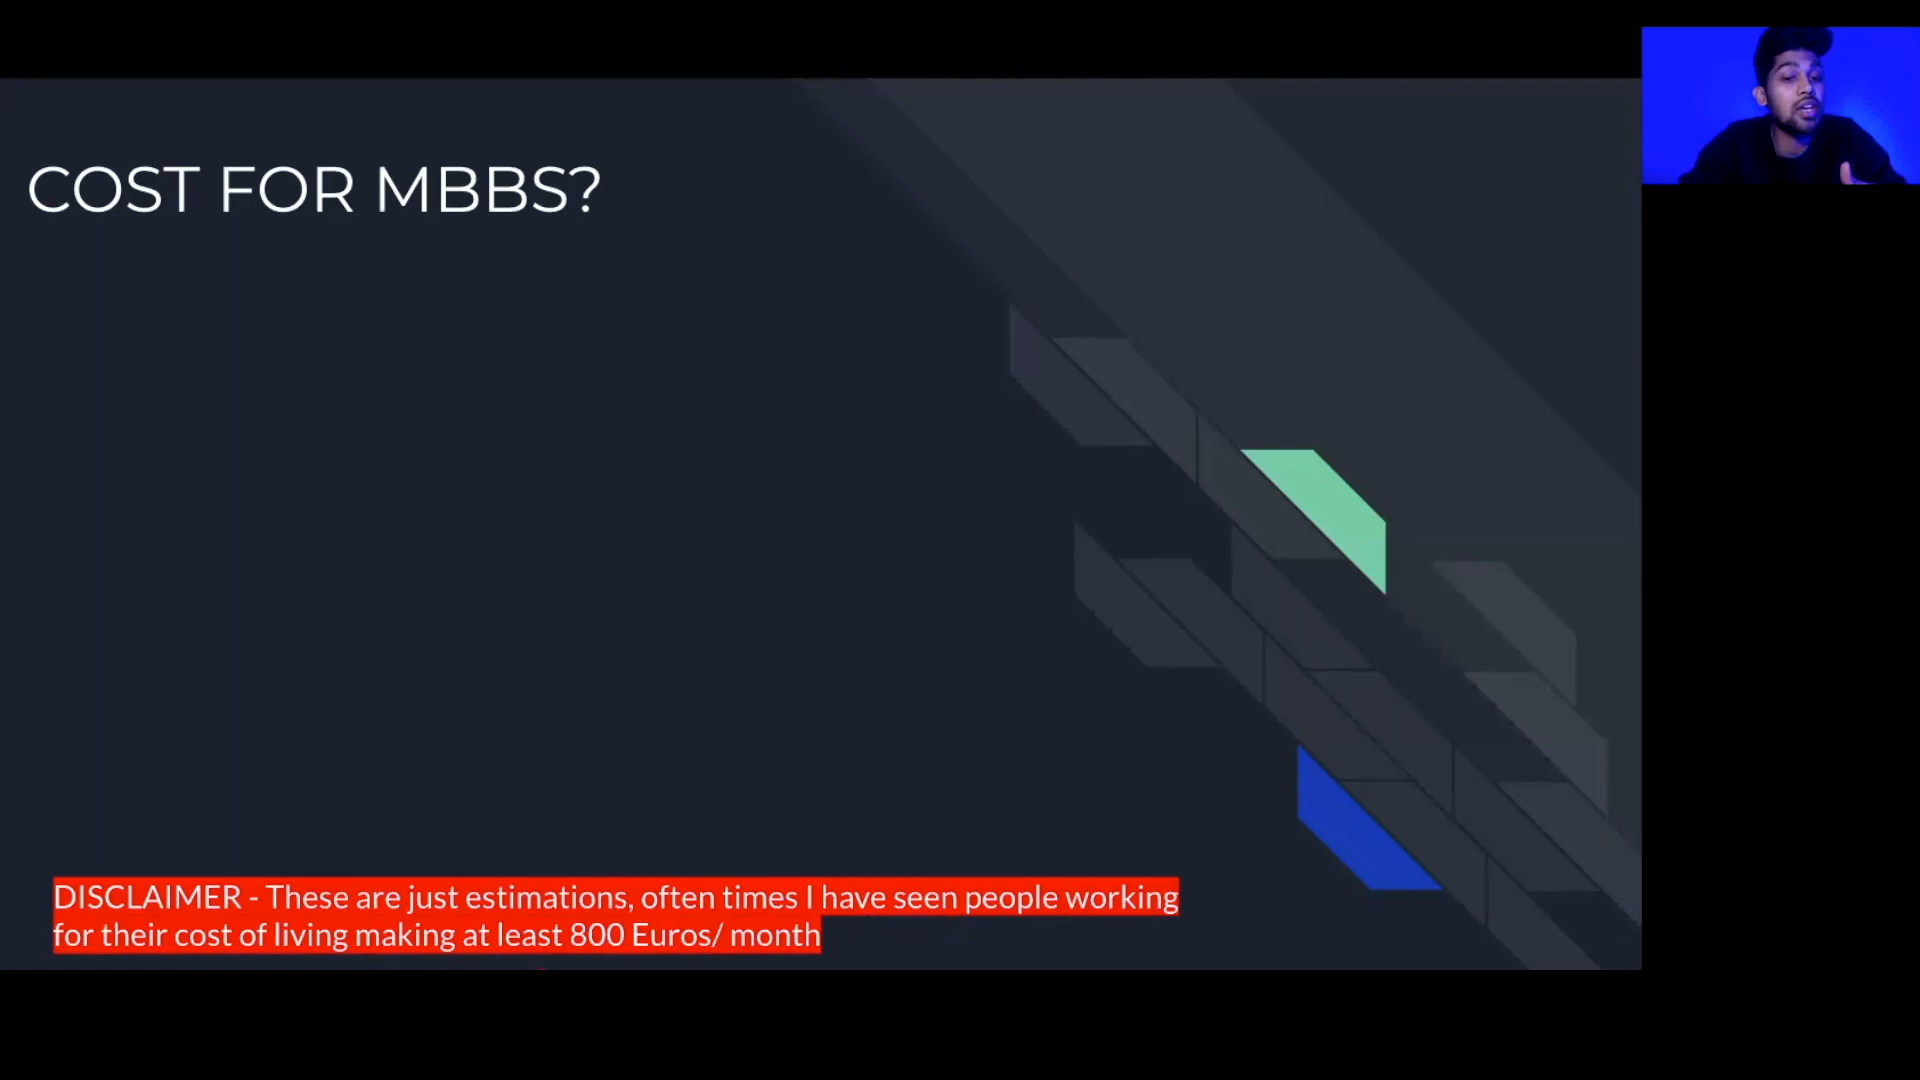 COST FOR MBBS?
DISCLAIMER - These are just estimations, often times I have seen people working
for their cost of living making at least 800 Euros/ month